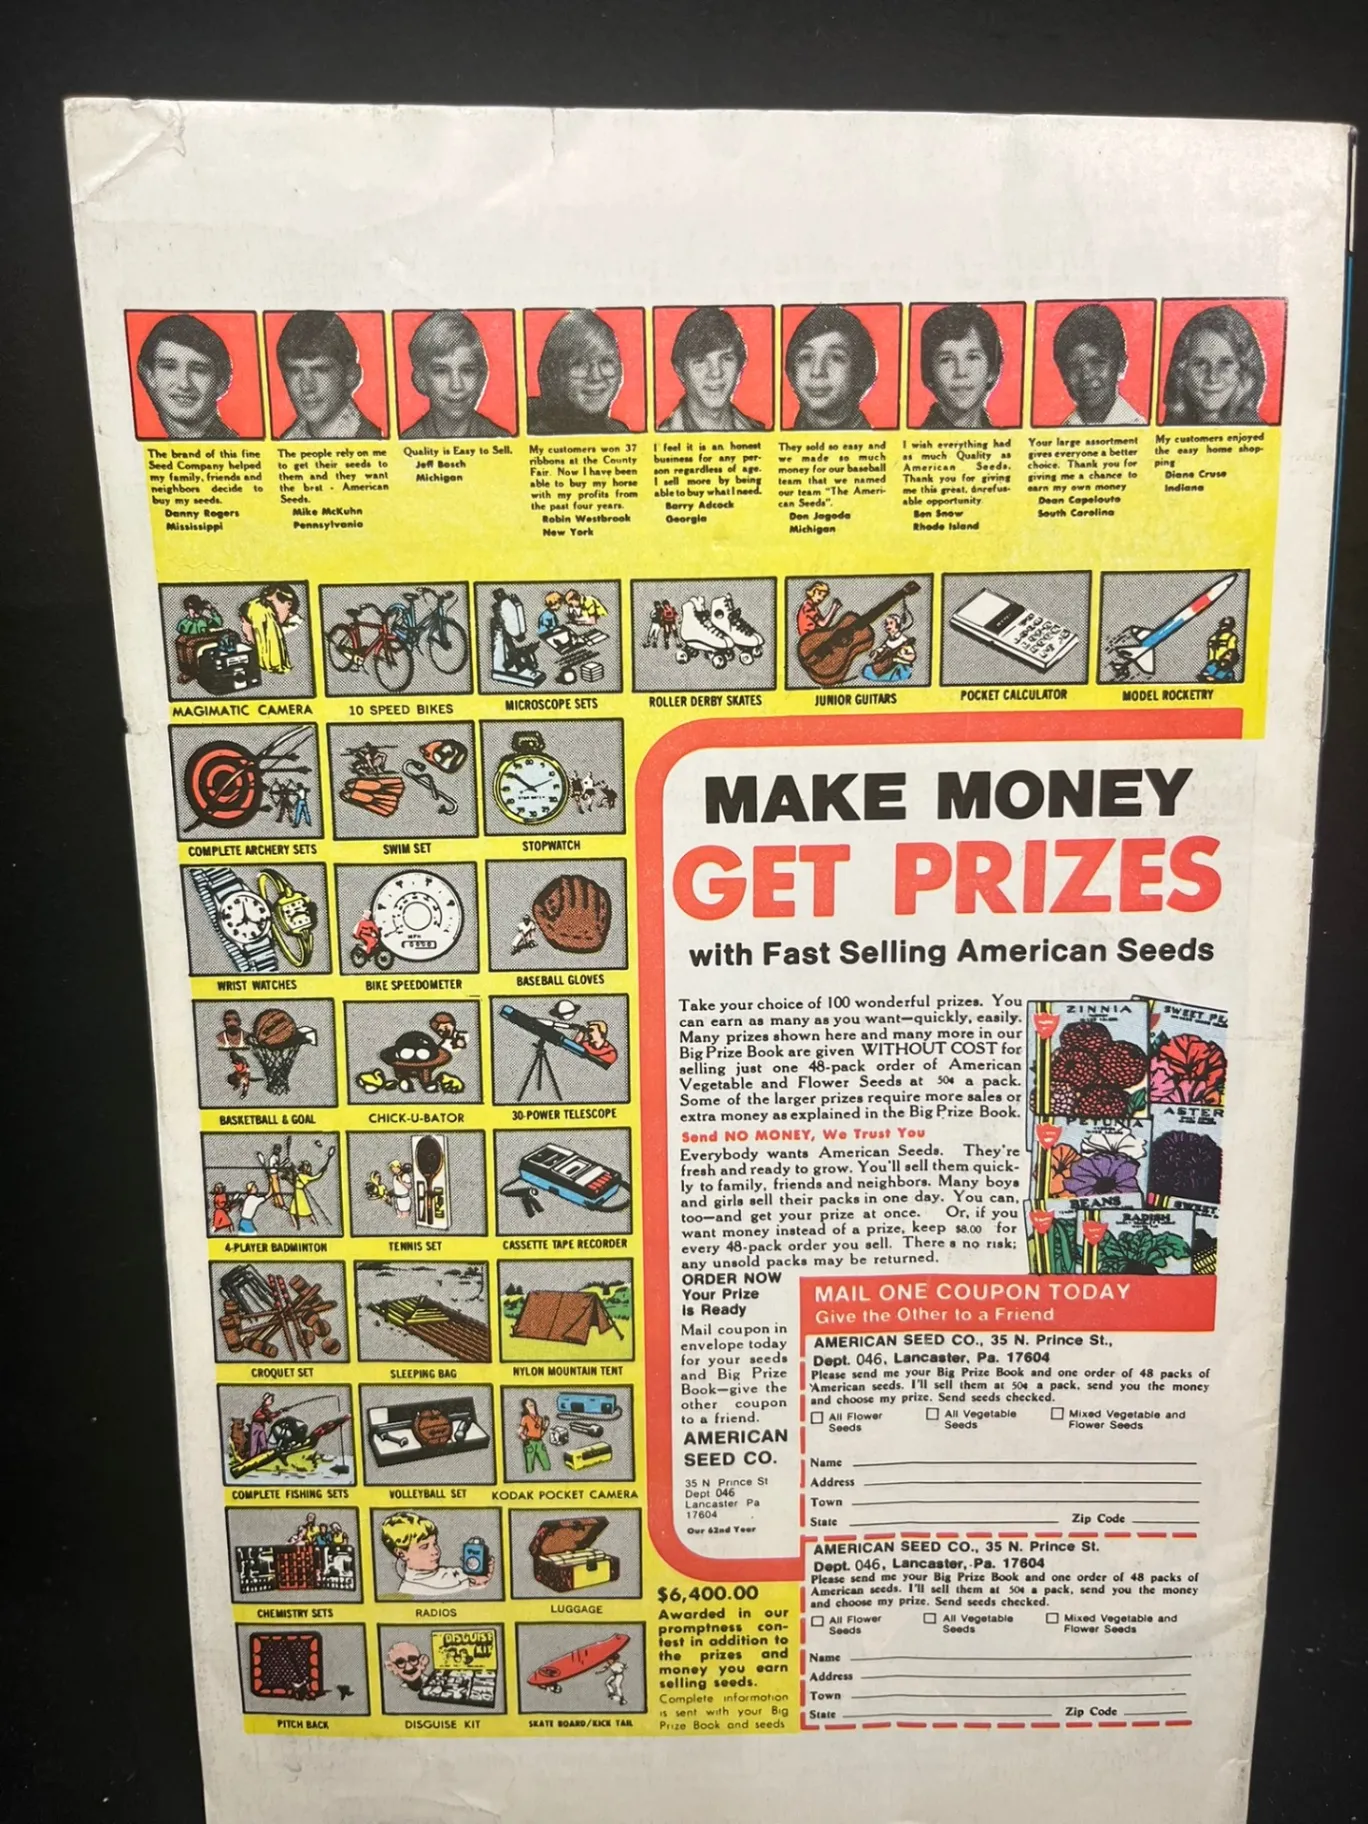 The brand of this fine
Seed Company helped
my family, friends and
neighbors decide to
buy my seeds.
Danny Rogers
Mississippi
The people rely on me
to get their seeds to
them and they want
the best - American
Seeds.
Mike McKuhn
Pennsylvania
Quality is Easy to Sell.
Jeff Bosch
Michigan
My customers won 37
ribbons at the County
Fair. Now I have been
able to buy my horse
with my profits from
the past four years.
Robin Westbrook
New York
I feel it is an honest
business for any per-
son regardless of age.
I sell more by being
able to buy what I need.
Barry Adcock
Georgia
They sold so easy and
we made so much
money for our baseball
team that we named
our team "The Ameri-
can Seeds".
Don Jagoda
Michigan
I wish everything had
as much Quality as
American Seeds.
Thank you for giving
me this great, unrefus-
able opportunity
Ben Snow
Rhode Island
Your large assortment
gives everyone a better
choice. Thank you for
giving me a chance to
earn my own money
Dean Capelouto
South Carolina
My customers enjoyed
the easy home shop-
ping
Diane Cruse
Indiana
MAGIMATIC CAMERA
10 SPEED BIKES
MICROSCOPE SETS
ROLLER DERBY SKATES
JUNIOR GUITARS
POCKET CALCULATOR
MODEL ROCKETRY
COMPLETE ARCHERY SETS
SWIM SET
STOPWATCH
WRIST WATCHES
BIKE SPEEDOMETER
BASEBALL GLOVES
BASKETBALL & GOAL
CHICK-U-BATOR
30-POWER TELESCOPE
4-PLAYER BADMINTON
TENNIS SET
CASSETTE TAPE RECORDER
CROQUET SET
SLEEPING BAG
NYLON MOUNTAIN TENT
COMPLETE FISHING SETS
VOLLEYBALL SET
KODAK POCKET CAMERA
CHEMISTRY SETS
RADIOS
LUGGAGE
PITCH BACK
DISGUISE KIT
DISGUISE KIT
SKATE BOARD/KICK TAIL
MAKE MONEY
GET PRIZES
with Fast Selling American Seeds
Take your choice of 100 wonderful prizes. You
can earn as many as you want—quickly, easily.
Many prizes shown here and many more in our
Big Prize Book are given WITHOUT COST for
selling just one 48-pack order of American
Vegetable and Flower Seeds at 50¢ a pack.
Some of the larger prizes require more sales or
extra money as explained in the Big Prize Book.
Send NO MONEY, We Trust You
Everybody wants American Seeds. They're
fresh and ready to grow. You'll sell them quick-
ly to family, friends and neighbors. Many boys
and girls sell their packs in one day. You can,
too—and get your prize at once. Or, if you
want money instead of a prize, keep $8.00 for
every 48-pack order you sell. There s no risk;
any unsold packs may be returned.
ZINNIA
SWEET PE
ASTER
PETUNIA
BEANS
RADISH
SWEET
ORDER NOW
Your Prize
is Ready
Mail coupon in
envelope today
for your seeds
and Big Prize
Book—give the
other coupon
to a friend.
AMERICAN
SEED CO.
35 N Prince St
Dept 046
Lancaster Pa
17604
Our 62nd Year
$6,400.00
Awarded in our
promptness con-
test in addition to
the prizes and
money you earn
selling seeds.
Complete information
is sent with your Big
Prize Book and seeds
MAIL ONE COUPON TODAY
Give the Other to a Friend
AMERICAN SEED CO., 35 N. Prince St.,
Dept. 046, Lancaster, Pa. 17604
Please send me your Big Prize Book and one order of 48 packs of
American seeds. I'll sell them at 50¢ a pack, send you the money
and choose my prize. Send seeds checked.
All Flower Seeds
All Vegetable Seeds
Mixed Vegetable and Flower Seeds
Name
Address
Town
State Zip Code
AMERICAN SEED CO., 35 N. Prince St.
Dept. 046, Lancaster, Pa. 17604
Please send me your Big Prize Book and one order of 48 packs of
American seeds. I'll sell them at 50¢ a pack, send you the money
and choose my prize. Send seeds checked.
All Flower Seeds
All Vegetable Seeds
Mixed Vegetable and Flower Seeds
Name
Address
Town
State Zip Code